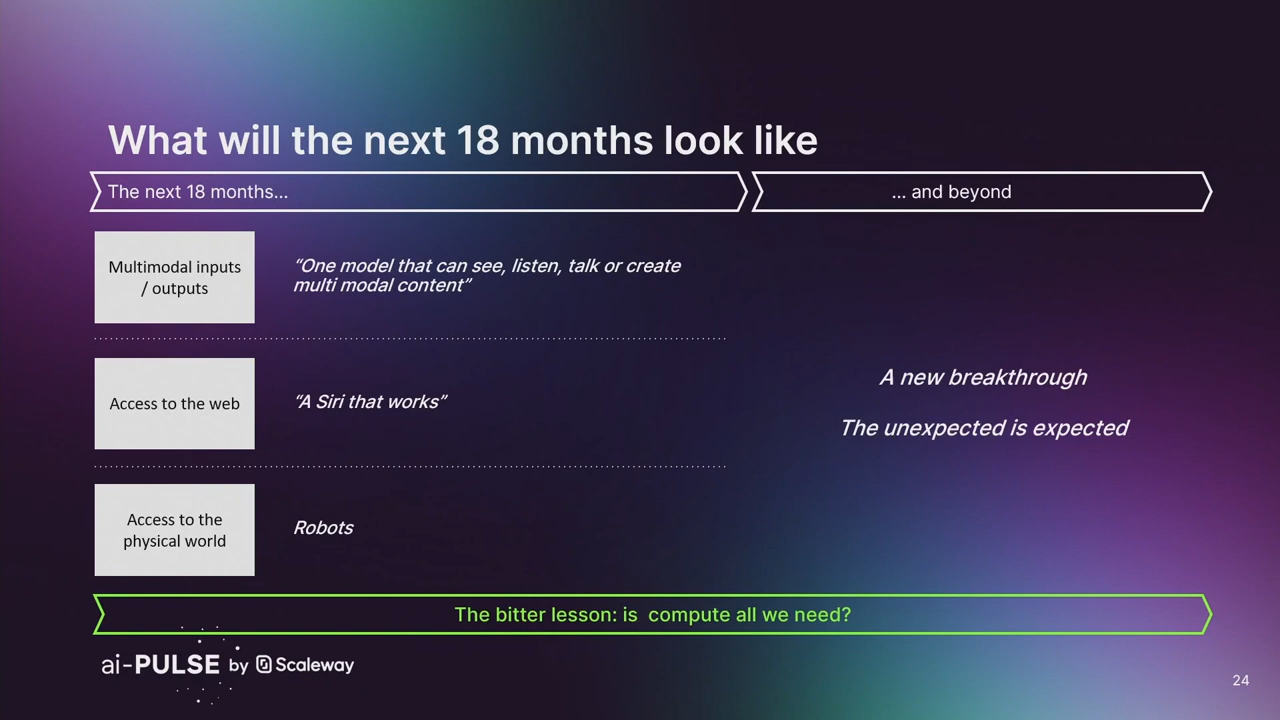 What will the next 18 months look like
The next 18 months...
... and beyond
Multimodal inputs
/ outputs
“One model that can see, listen, talk or create
multi modal content”
Access to the web
“A Siri that works”
A new breakthrough
The unexpected is expected
Access to the
physical world
Robots
The bitter lesson: is  compute all we need?
ai-PULSE by Scaleway
24